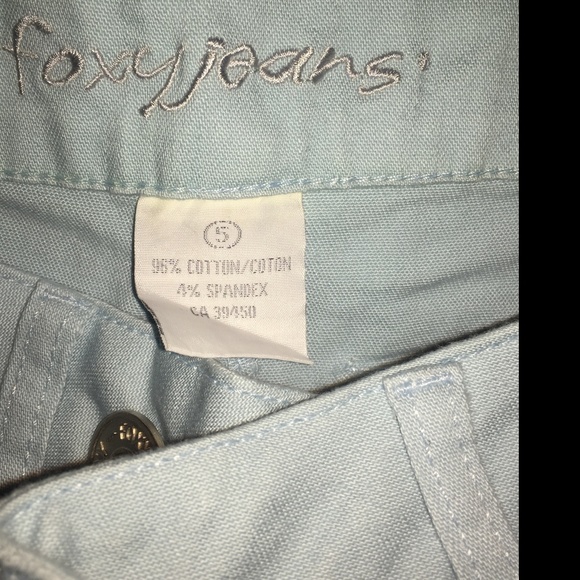 foxyjeans'
5
96% COTTON/COTON
4% SPANDEX
CA 39450